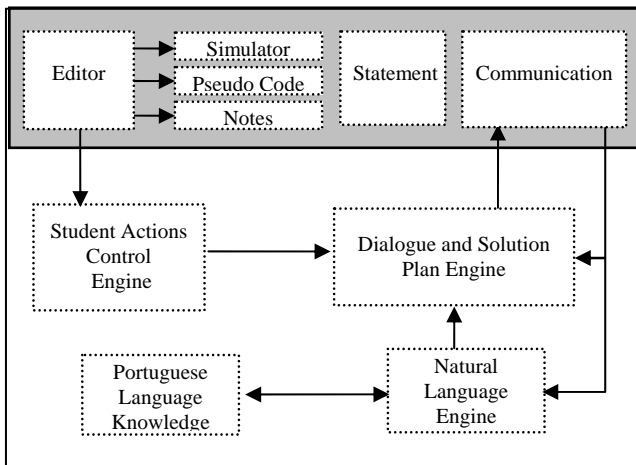 Editor
Simulator
Pseudo Code
Notes
Statement
Communication
Student Actions
Control
Engine
Dialogue and Solution
Plan Engine
Portuguese
Language
Knowledge
Natural
Language
Engine